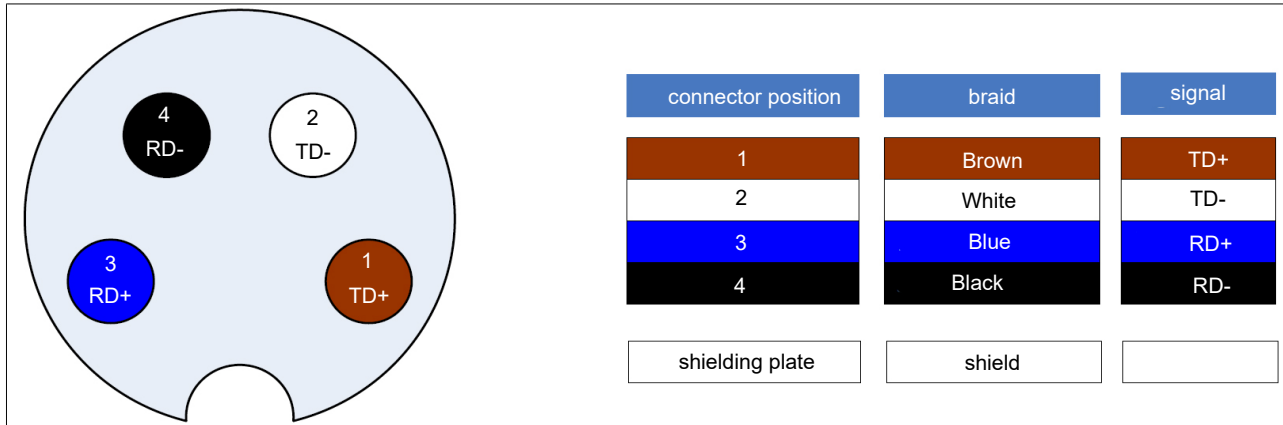 4
RD-
2
TD-
3
RD+
1
TD+
connector position braid signal
1 Brown TD+
2 White TD-
3 Blue RD+
4 Black RD-
shielding plate shield